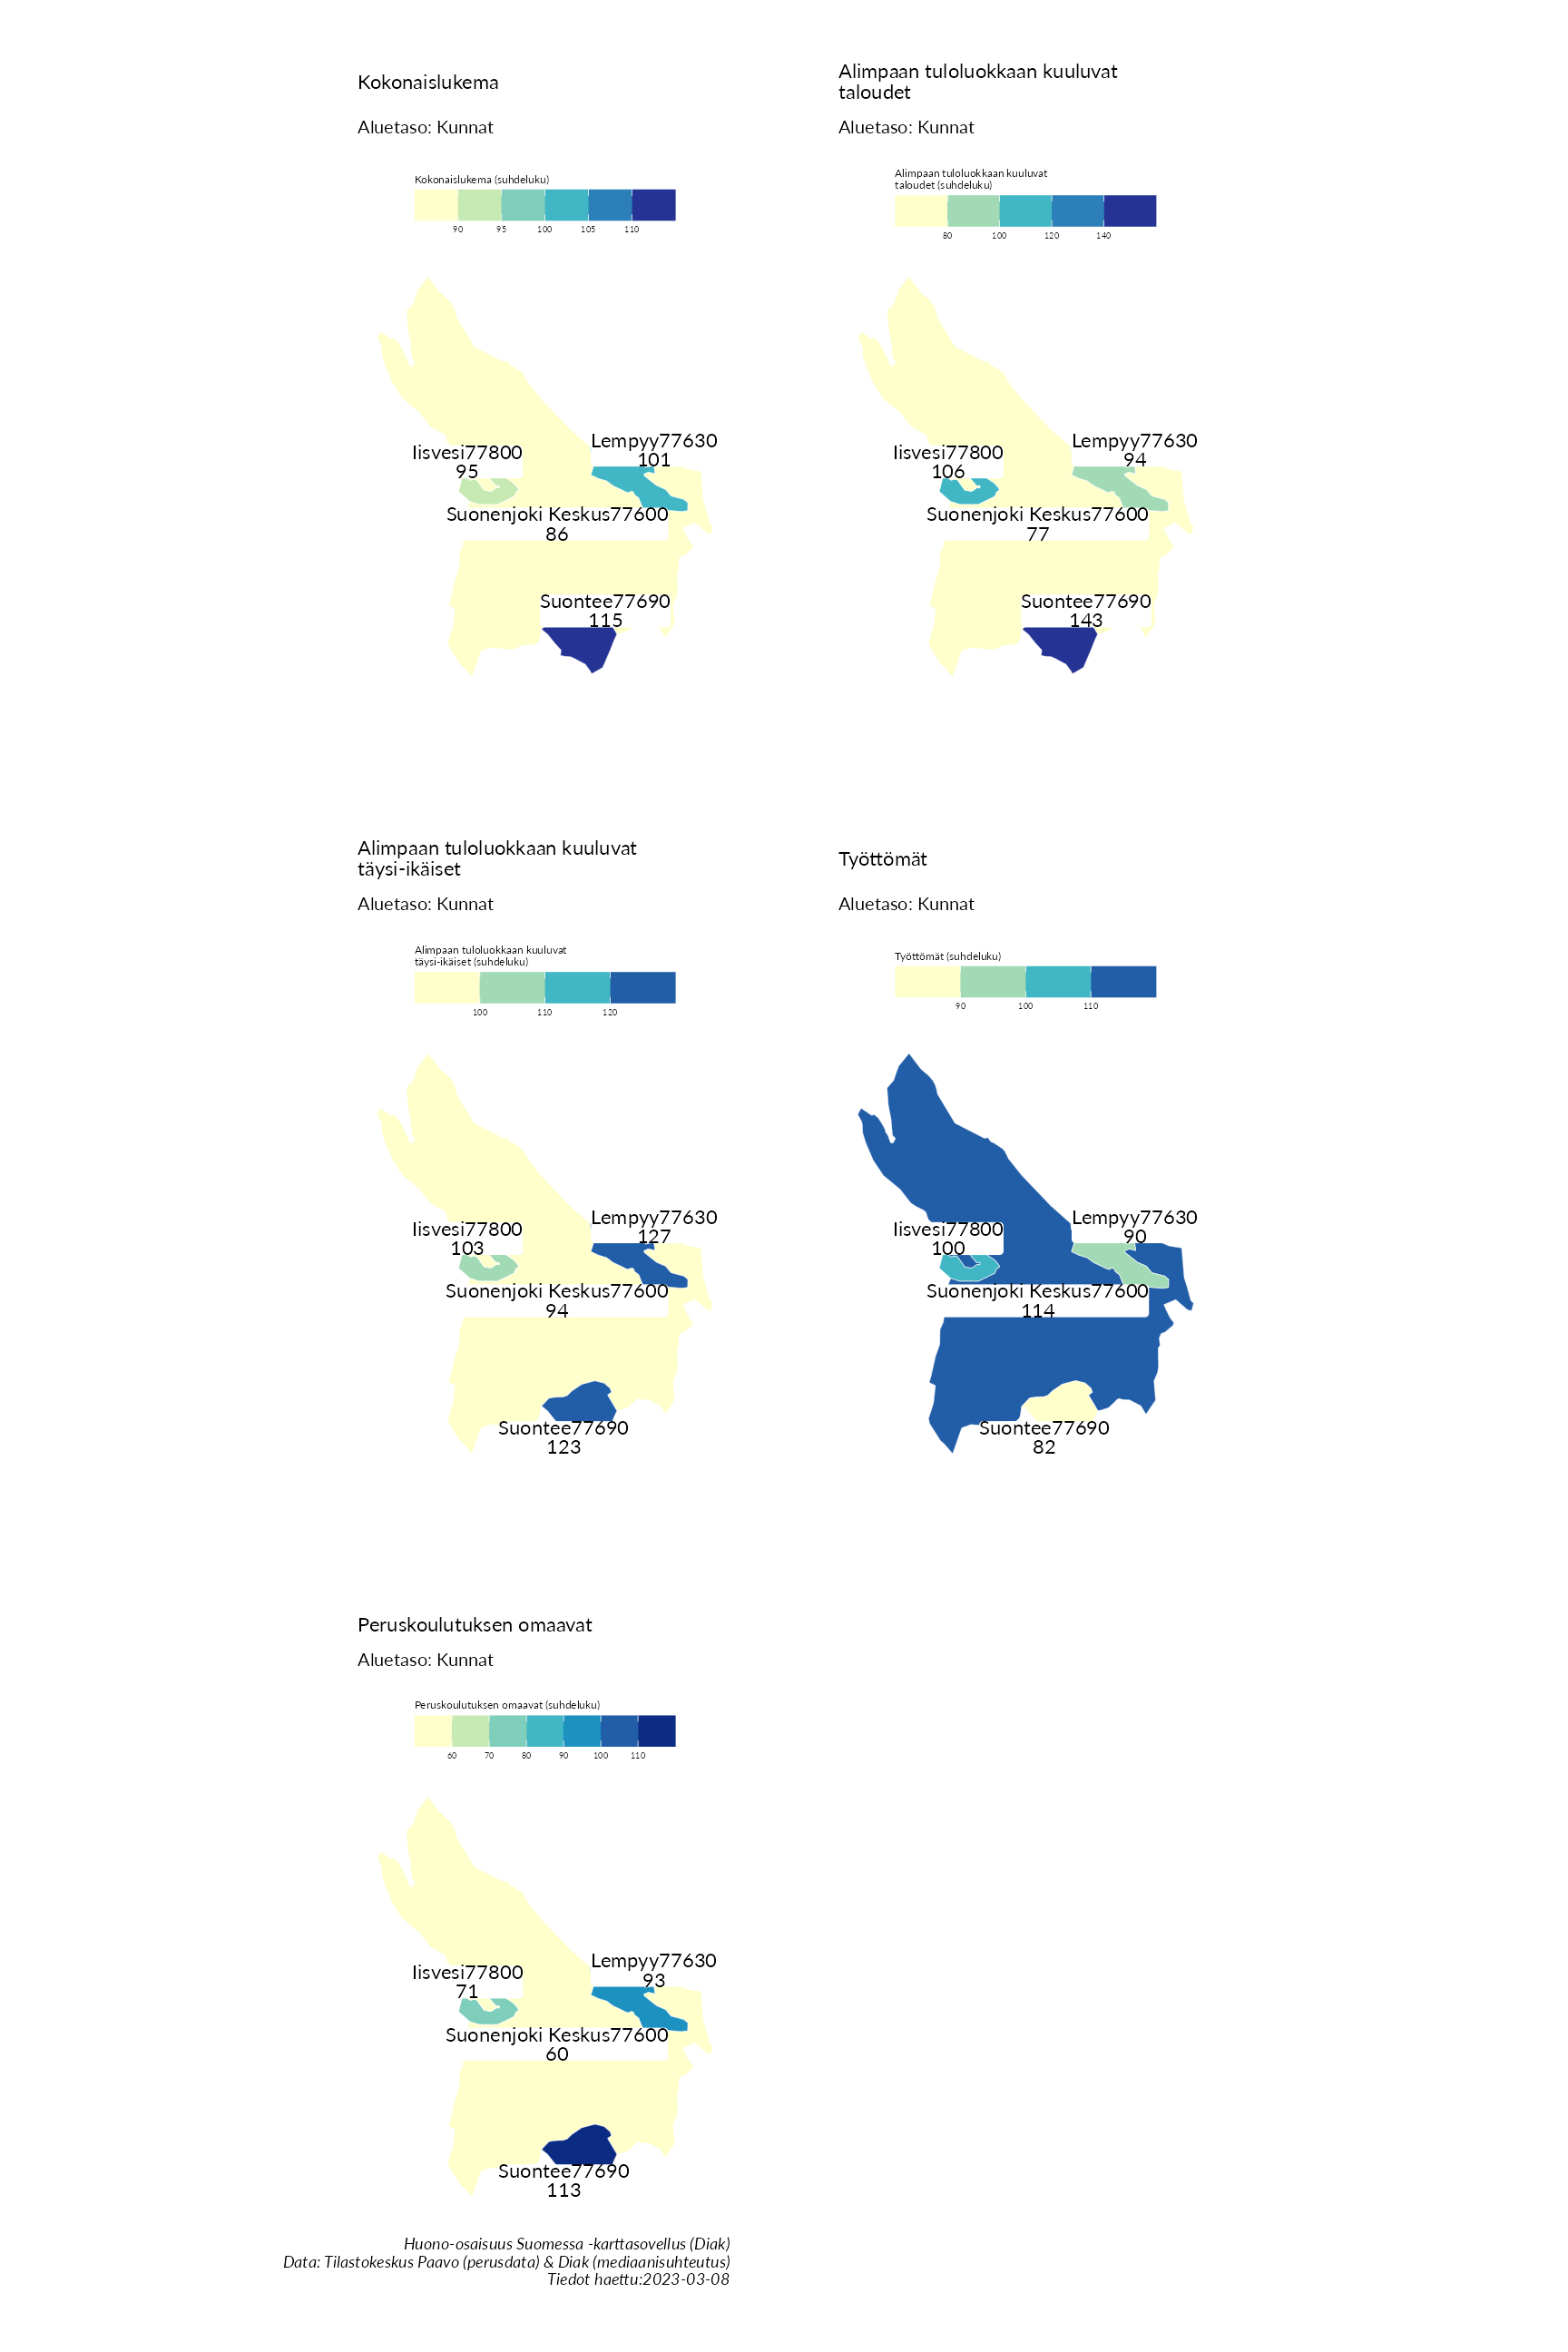 Kokonaislukema
Aluetaso: Kunnat
Kokonaislukema (suhdeluku)
90 95 100 105 110
Iisvesi77800
95
Lempyy77630
101
Suonenjoki Keskus77600
86
Suontee77690
115
Alimpaan tuloluokkaan kuuluvat
taloudet
Aluetaso: Kunnat
Alimpaan tuloluokkaan kuuluvat
taloudet (suhdeluku)
80 100 120 140
Iisvesi77800
106
Lempyy77630
94
Suonenjoki Keskus77600
77
Suontee77690
143
Alimpaan tuloluokkaan kuuluvat
täysi-ikäiset
Aluetaso: Kunnat
Alimpaan tuloluokkaan kuuluvat
täysi-ikäiset (suhdeluku)
100 110 120
Iisvesi77800
103
Lempyy77630
127
Suonenjoki Keskus77600
94
Suontee77690
123
Työttömät
Aluetaso: Kunnat
Työttömät (suhdeluku)
90 100 110
Iisvesi77800
100
Lempyy77630
90
Suonenjoki Keskus77600
114
Suontee77690
82
Peruskoulutuksen omaavat
Aluetaso: Kunnat
Peruskoulutuksen omaavat (suhdeluku)
60 70 80 90 100 110
Iisvesi77800
71
Lempyy77630
93
Suonenjoki Keskus77600
60
Suontee77690
113
Huono-osaisuus Suomessa -karttasovellus (Diak)
Data: Tilastokeskus Paavo (perusdata) & Diak (mediaanisuhteutus)
Tiedot haettu:2023-03-08